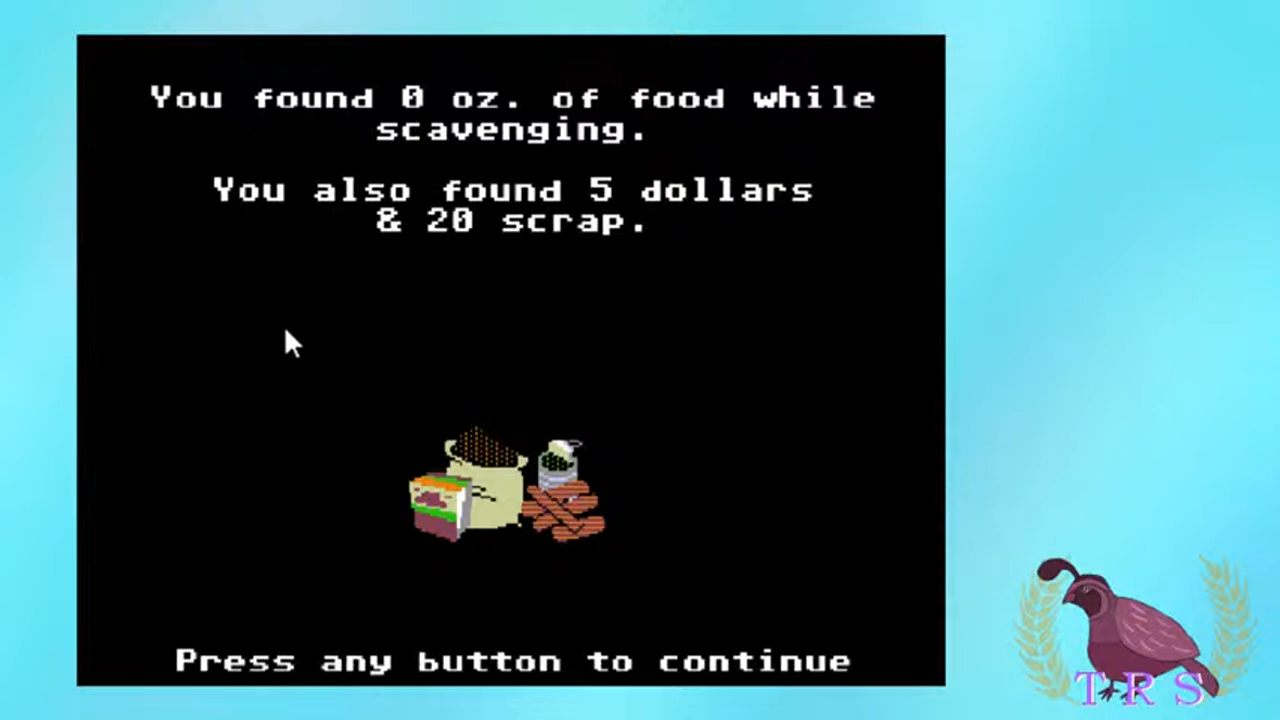 You found 0 oz. of food while
scavenging.
You also found 5 dollars
& 20 scrap.
Press any button to continue
TRS